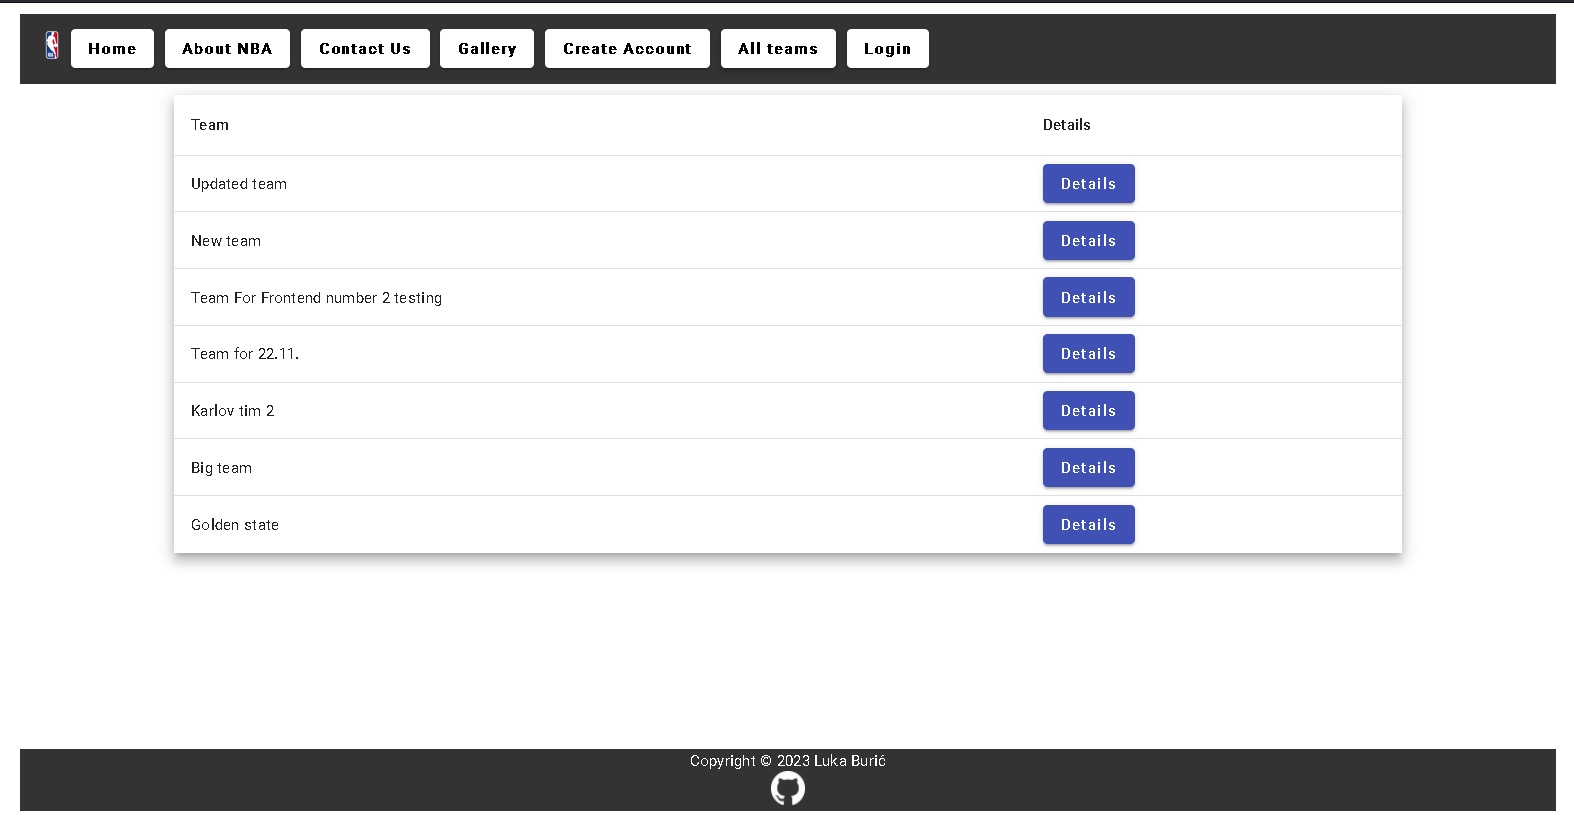 Home About NBA Contact Us Gallery Create Account All teams Login
Team Details
Updated team Details
New team Details
Team For Frontend number 2 testing Details
Team for 22.11. Details
Karlov tim 2 Details
Big team Details
Golden state Details
Copyright © 2023 Luka Burić